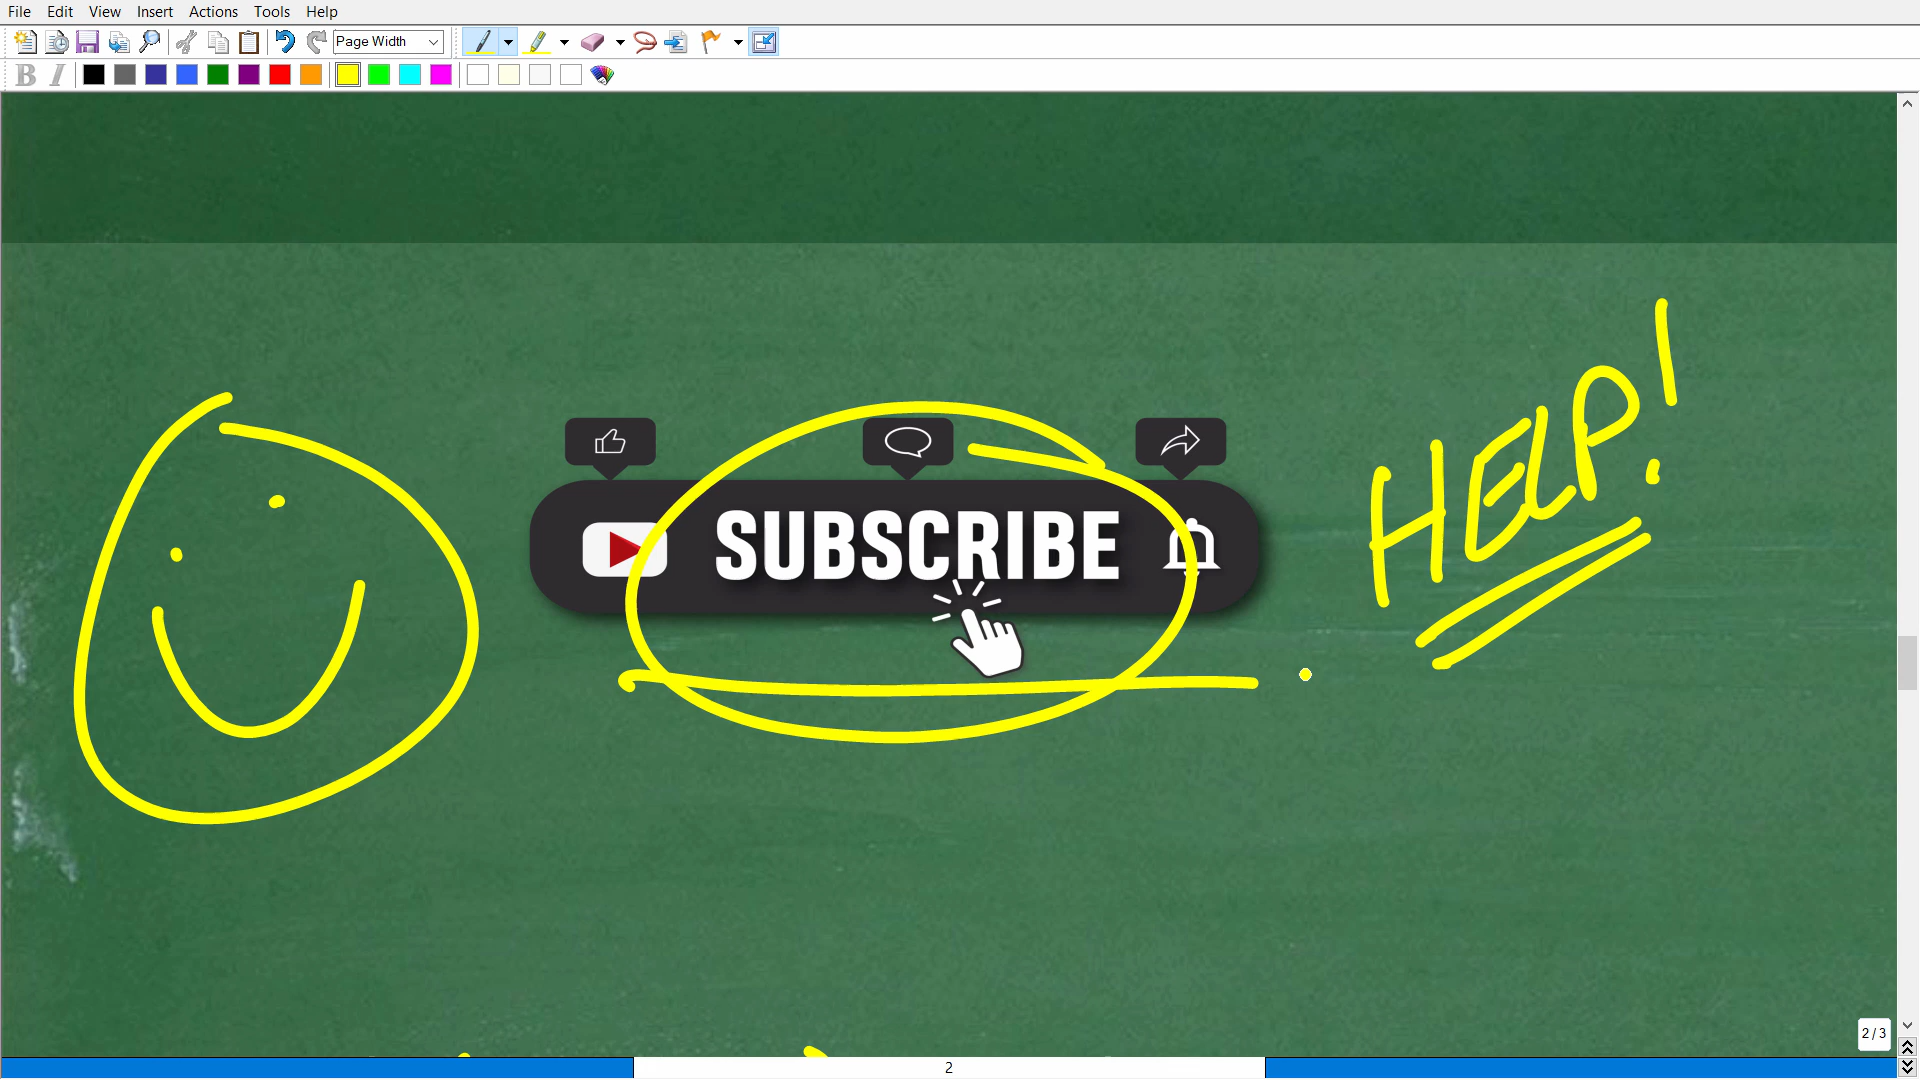 File Edit View Insert Actions Tools Help
Page Width
B I
HELP!
SUBSCRIBE
2 / 3
2